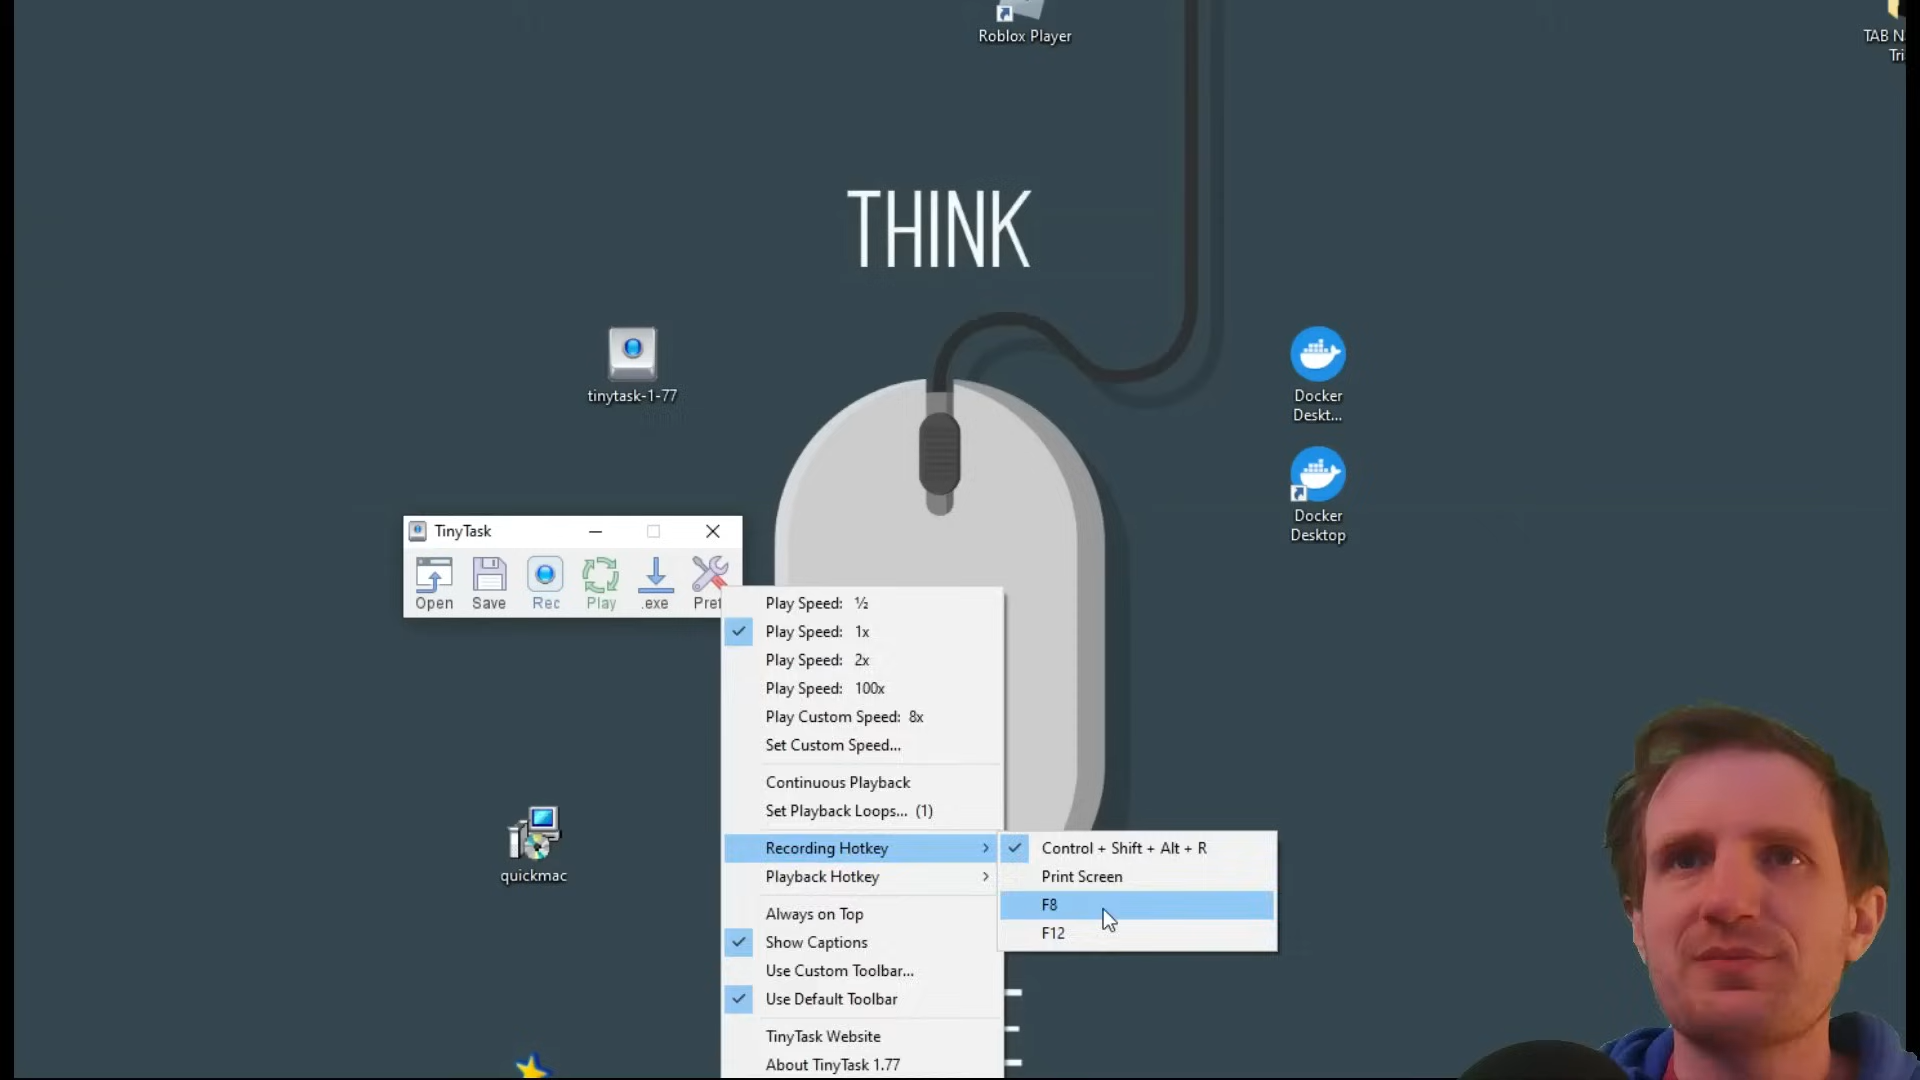 Roblox Player
TAB N
Tri
THINK
tinytask-1-77
Docker
Deskt...
Docker
Desktop
TinyTask
Open Save Rec Play .exe Pref
Play Speed: ½
Play Speed: 1x
Play Speed: 2x
Play Speed: 100x
Play Custom Speed: 8x
Set Custom Speed...
Continuous Playback
Set Playback Loops... (1)
Recording Hotkey
Playback Hotkey
Always on Top
Show Captions
Use Custom Toolbar...
Use Default Toolbar
TinyTask Website
About TinyTask 1.77
Control + Shift + Alt + R
Print Screen
F8
F12
quickmac